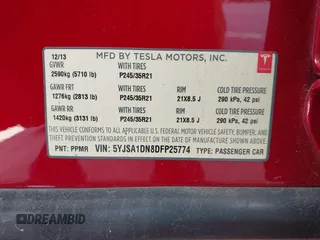 12/13 MFD BY TESLA MOTORS, INC.
GVWR WITH TIRES
2590kg (5710 lb) P245/35R21
GAWR FRT WITH TIRES RIM COLD TIRE PRESSURE
1276kg (2813 lb) P245/35R21 21X8.5 J 290 kPa, 42 psi
GAWR RR WITH TIRES RIM COLD TIRE PRESSURE
1420kg (3131 lb) P245/35R21 21X8.5 J 290 kPa, 42 psi
THIS VEHICLE CONFORMS TO ALL APPLICABLE
U.S. FEDERAL MOTOR VEHICLE SAFETY, BUMPER,
AND THEFT PREVENTION STANDARDS IN EFFECT
ON THE DATE OF MANUFACTURE SHOWN ABOVE.
PNT: PPMR VIN: 5YJSA1DN8DFP25774 TYPE: PASSENGER CAR
TESLA
DREAMBID